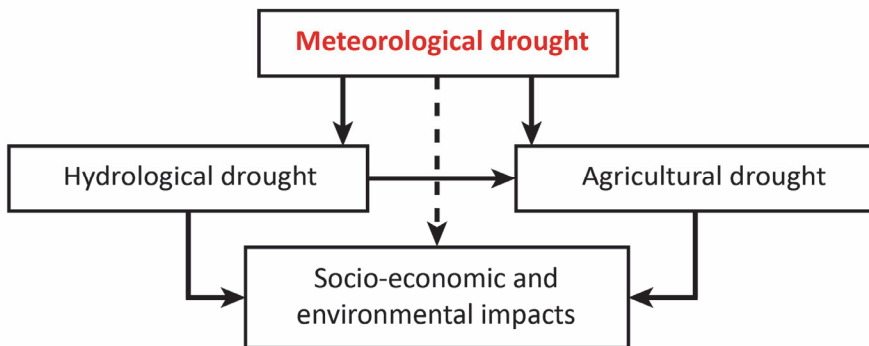 Meteorological drought
Hydrological drought
Agricultural drought
Socio-economic and
environmental impacts